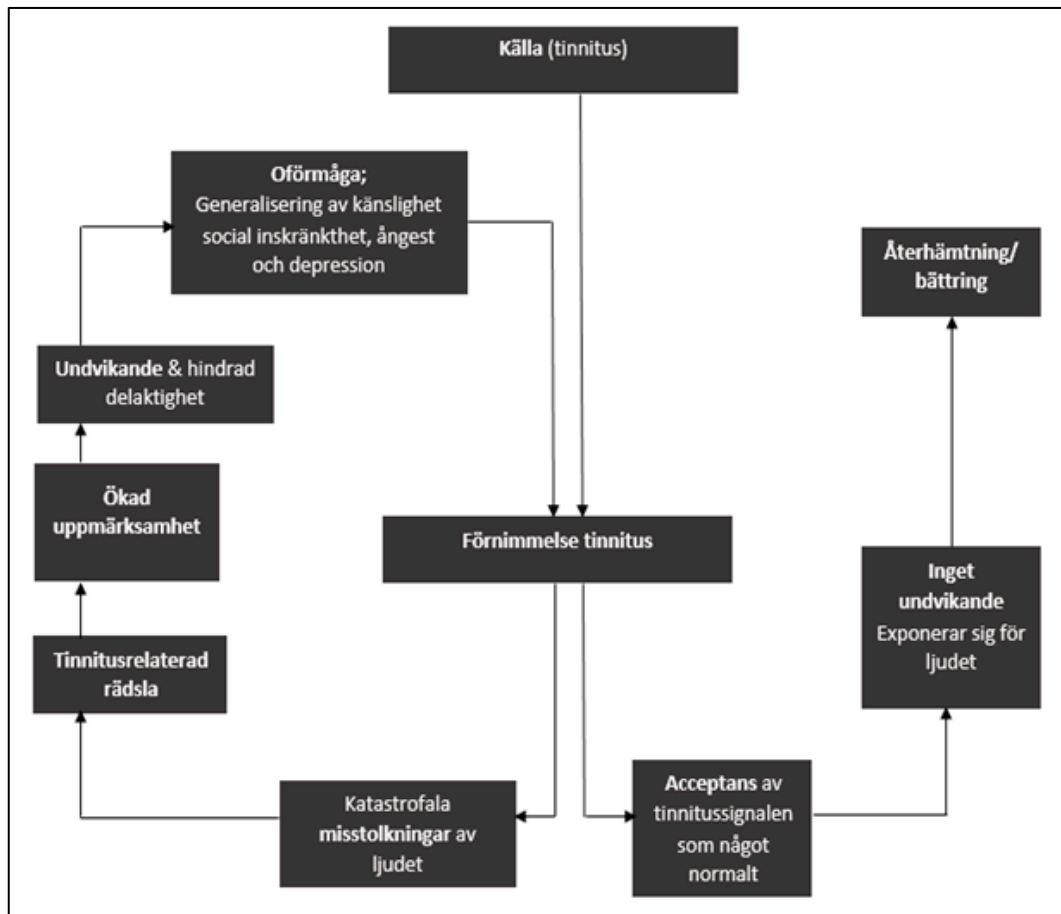 Källa (tinnitus)
Oförmåga;
Generalisering av känslighet
social inskränkthet, ångest
och depression
Återhämtning/
bättring
Undvikande & hindrad
delaktighet
Ökad
uppmärksamhet
Förnimmelse tinnitus
Inget
undvikande
Exponerar sig för
ljudet
Tinnitusrelaterad
rädsla
Katastrofala
misstolkningar av
ljudet
Acceptans av
tinnitussignalen
som något
normalt